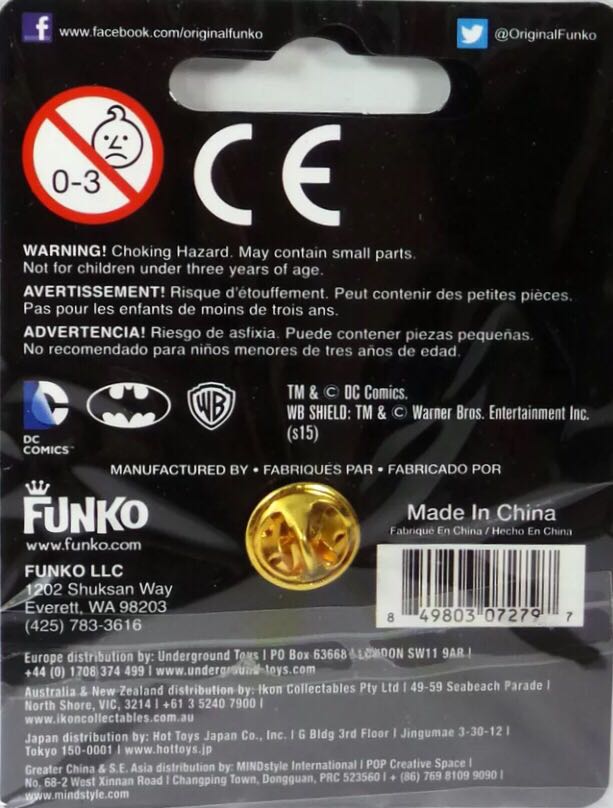 f www.facebook.com/originalfunko
@OriginalFunko
0-3
CE
WARNING! Choking Hazard. May contain small parts.
Not for children under three years of age.
AVERTISSEMENT! Risque d'étouffement. Peut contenir des petites pièces.
Pas pour les enfants de moins de trois ans.
ADVERTENCIA! Riesgo de asfixia. Puede contener piezas pequeñas.
No recomendado para niños menores de tres años de edad.
DC
COMICS™
WB
TM & © DC Comics.
WB SHIELD: TM & © Warner Bros. Entertainment Inc.
(s15)
MANUFACTURED BY • FABRIQUÉS PAR • FABRICADO POR
FUNKO
www.funko.com
FUNKO LLC
1202 Shuksan Way
Everett, WA 98203
(425) 783-3616
Made In China
Fabriqué En China / Hecho En China
8 49803 07279 7
Europe distribution by: Underground Toys | PO Box 63668 | LONDON SW11 9AR |
+44 (0) 1708 374 499 | www.underground-toys.com
Australia & New Zealand distribution by: Ikon Collectables Pty Ltd | 49-59 Seabeach Parade |
North Shore, VIC, 3214 | +61 3 5240 7900 |
www.ikoncollectables.com.au
Japan distribution by: Hot Toys Japan Co., Inc. | G Bldg 3rd Floor | Jingumae 3-30-12 |
Tokyo 150-0001 | www.hottoys.jp
Greater China & S.E. Asia distribution by: MINDstyle International | POP Creative Space |
No. 68-2 West Xinnan Road | Changping Town, Dongguan, PRC 523560 | + (86) 769 8109 9090 |
www.mindstyle.com